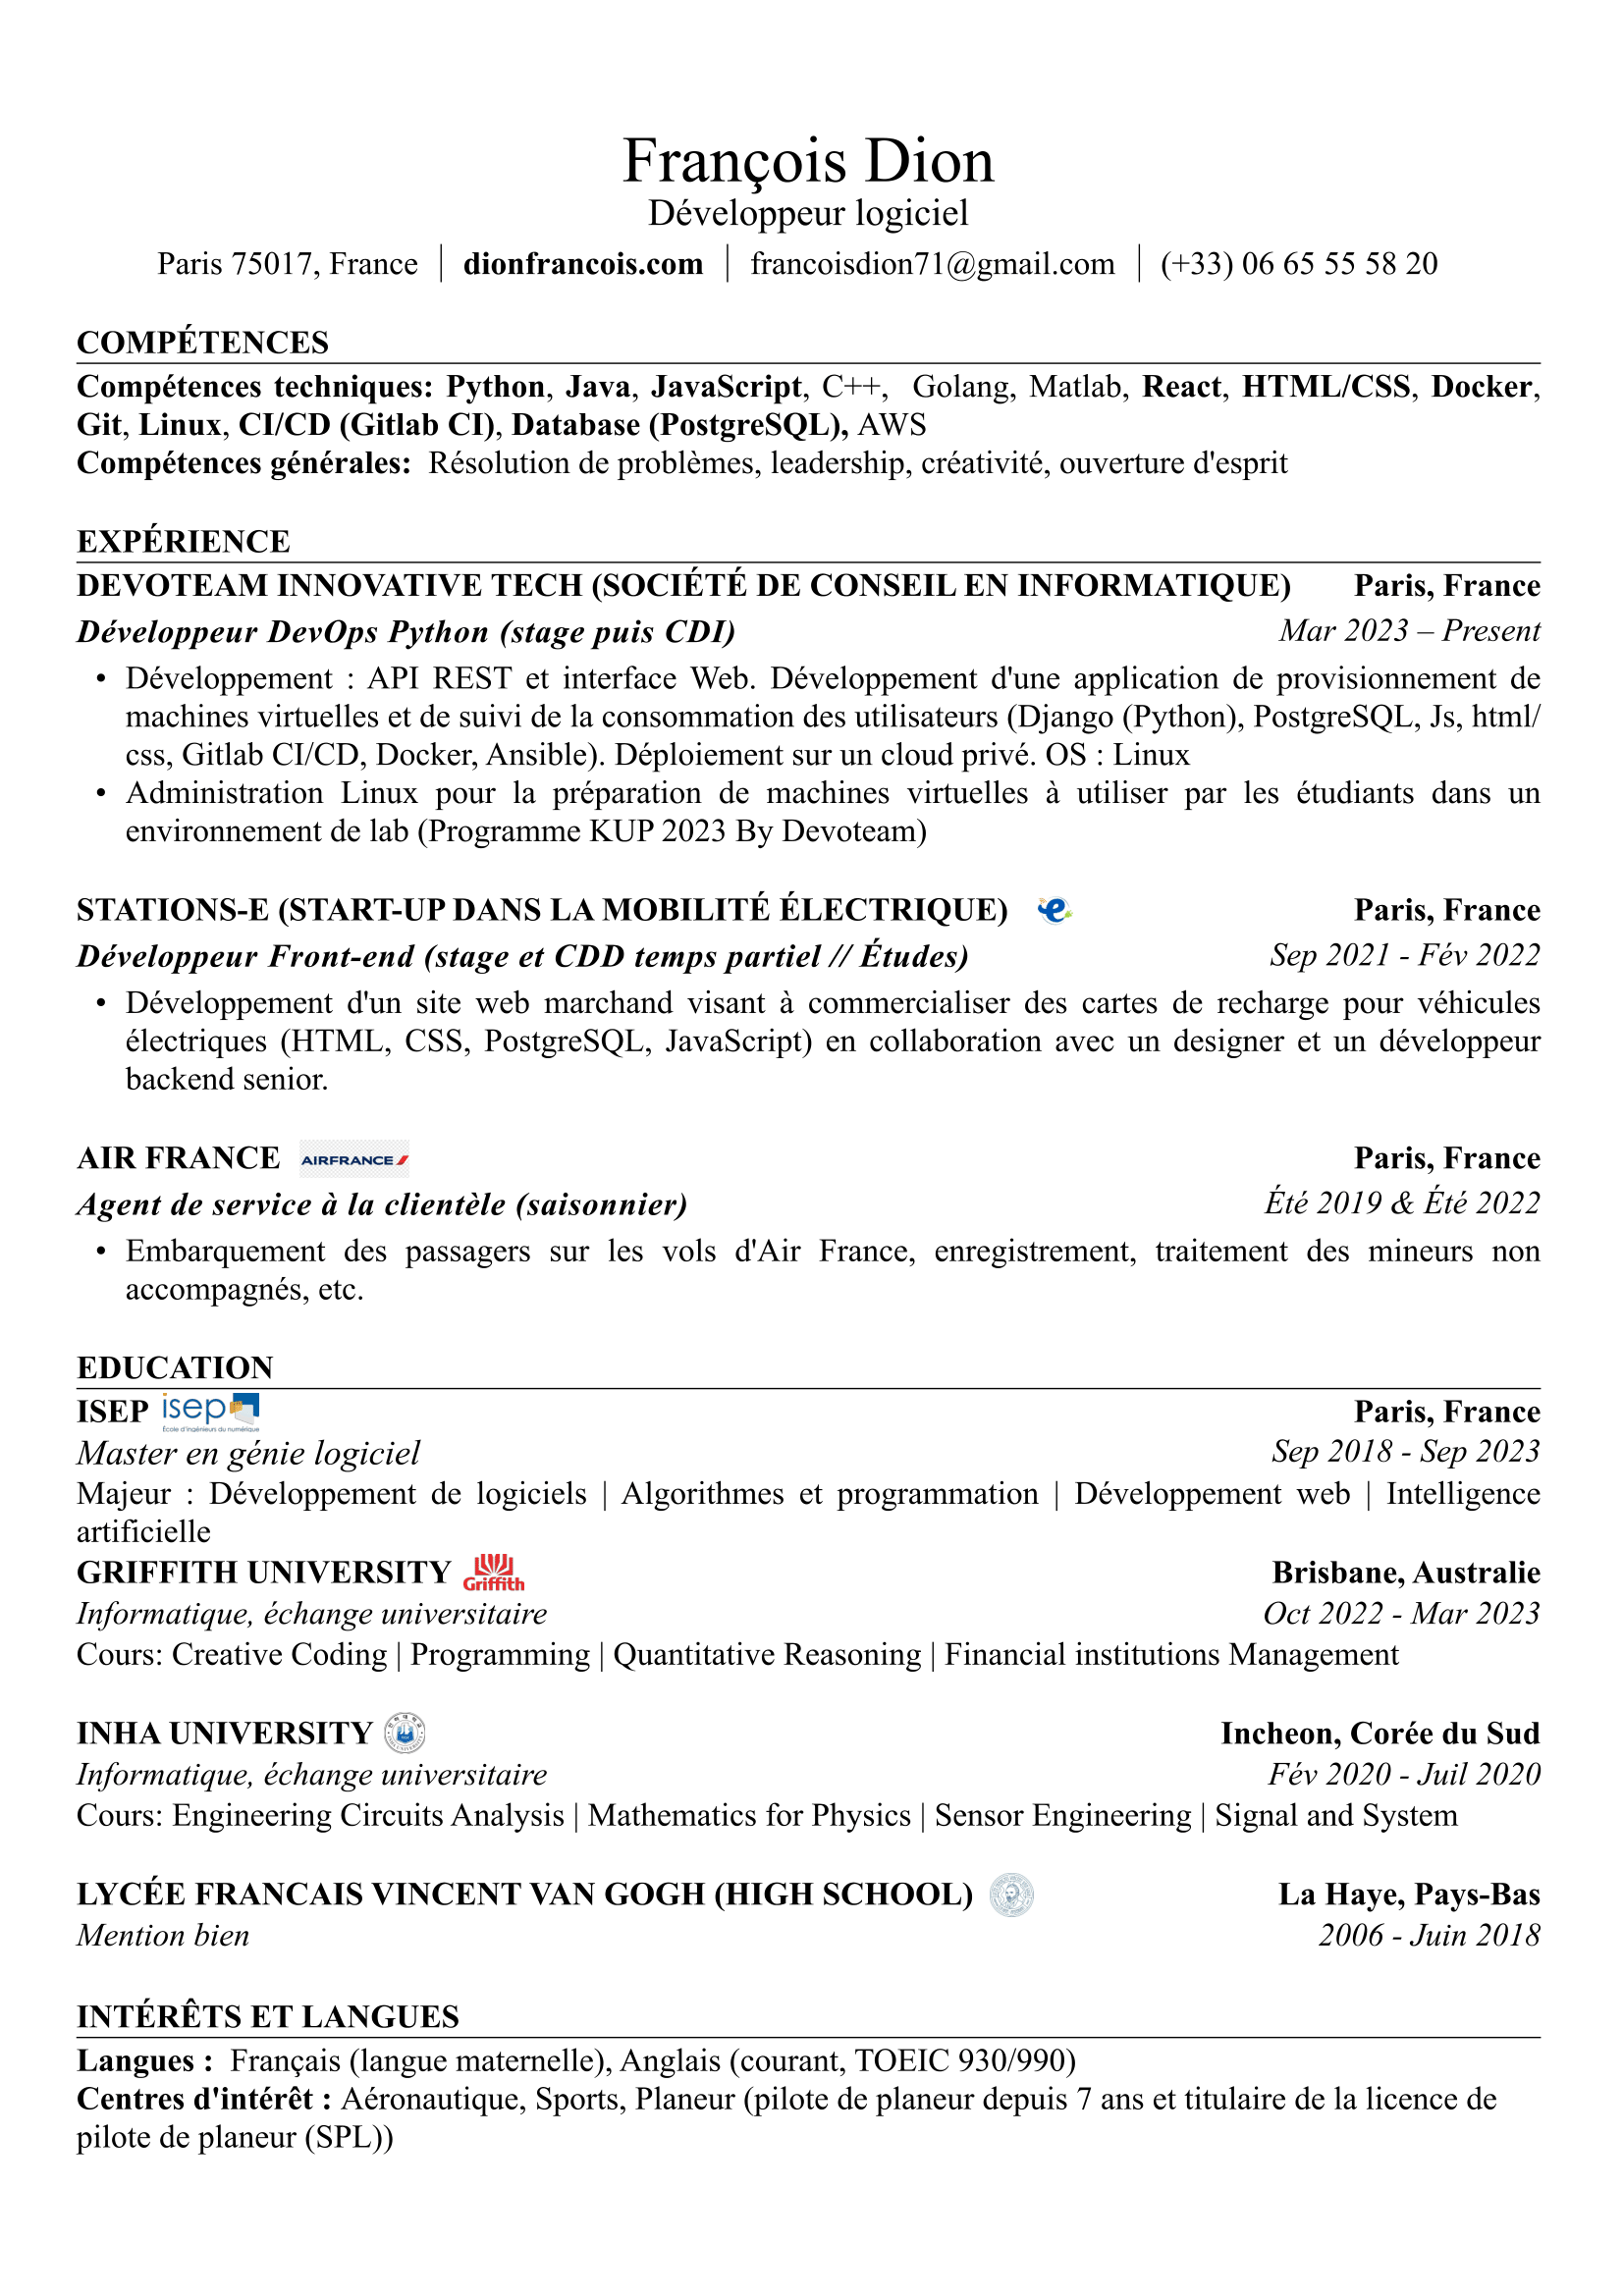 François Dion
Développeur logiciel
Paris 75017, France | dionfrancois.com | francoisdion71@gmail.com | (+33) 06 65 55 58 20
COMPÉTENCES
Compétences techniques: Python, Java, JavaScript, C++, Golang, Matlab, React, HTML/CSS, Docker,
Git, Linux, CI/CD (Gitlab CI), Database (PostgreSQL), AWS
Compétences générales: Résolution de problèmes, leadership, créativité, ouverture d'esprit
EXPÉRIENCE
DEVOTEAM INNOVATIVE TECH (SOCIÉTÉ DE CONSEIL EN INFORMATIQUE) Paris, France
Développeur DevOps Python (stage puis CDI) Mar 2023 – Present
• Développement : API REST et interface Web. Développement d'une application de provisionnement de
machines virtuelles et de suivi de la consommation des utilisateurs (Django (Python), PostgreSQL, Js, html/
css, Gitlab CI/CD, Docker, Ansible). Déploiement sur un cloud privé. OS : Linux
• Administration Linux pour la préparation de machines virtuelles à utiliser par les étudiants dans un
environnement de lab (Programme KUP 2023 By Devoteam)
STATIONS-E (START-UP DANS LA MOBILITÉ ÉLECTRIQUE) Paris, France
Développeur Front-end (stage et CDD temps partiel // Études) Sep 2021 - Fév 2022
• Développement d'un site web marchand visant à commercialiser des cartes de recharge pour véhicules
électriques (HTML, CSS, PostgreSQL, JavaScript) en collaboration avec un designer et un développeur
backend senior.
AIR FRANCE AIRFRANCE Paris, France
Agent de service à la clientèle (saisonnier) Été 2019 & Été 2022
• Embarquement des passagers sur les vols d'Air France, enregistrement, traitement des mineurs non
accompagnés, etc.
EDUCATION
ISEP isep Paris, France
École d'ingénieurs du numérique
Master en génie logiciel Sep 2018 - Sep 2023
Majeur : Développement de logiciels | Algorithmes et programmation | Développement web | Intelligence
artificielle
GRIFFITH UNIVERSITY Griffith Brisbane, Australie
Informatique, échange universitaire Oct 2022 - Mar 2023
Cours: Creative Coding | Programming | Quantitative Reasoning | Financial institutions Management
INHA UNIVERSITY Incheon, Corée du Sud
Informatique, échange universitaire Fév 2020 - Juil 2020
Cours: Engineering Circuits Analysis | Mathematics for Physics | Sensor Engineering | Signal and System
LYCÉE FRANCAIS VINCENT VAN GOGH (HIGH SCHOOL) La Haye, Pays-Bas
Mention bien 2006 - Juin 2018
INTÉRÊTS ET LANGUES
Langues : Français (langue maternelle), Anglais (courant, TOEIC 930/990)
Centres d'intérêt : Aéronautique, Sports, Planeur (pilote de planeur depuis 7 ans et titulaire de la licence de
pilote de planeur (SPL))